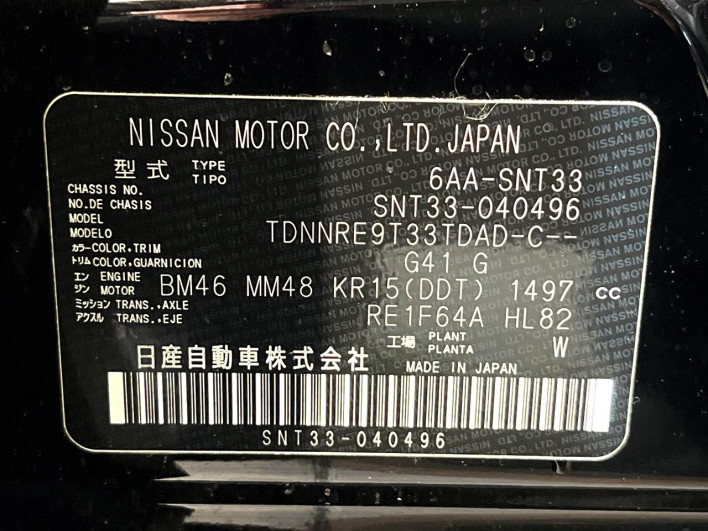 NISSAN MOTOR CO.,LTD.JAPAN
型式 TYPE TIPO 6AA-SNT33
CHASSIS NO.
NO.DE CHASIS SNT33-040496
MODEL
MODELO TDNNRE9T33TDAD-C--
カラー COLOR,TRIM
トリム COLOR,GUARNICION G41 G
エン ENGINE
ジン MOTOR BM46 MM48 KR15(DDT) 1497 CC
ミッション TRANS.,AXLE
アクスル TRANS.,EJE RE1F64A HL82
工場 PLANT PLANTA W
日産自動車株式会社 MADE IN JAPAN
SNT33-040496